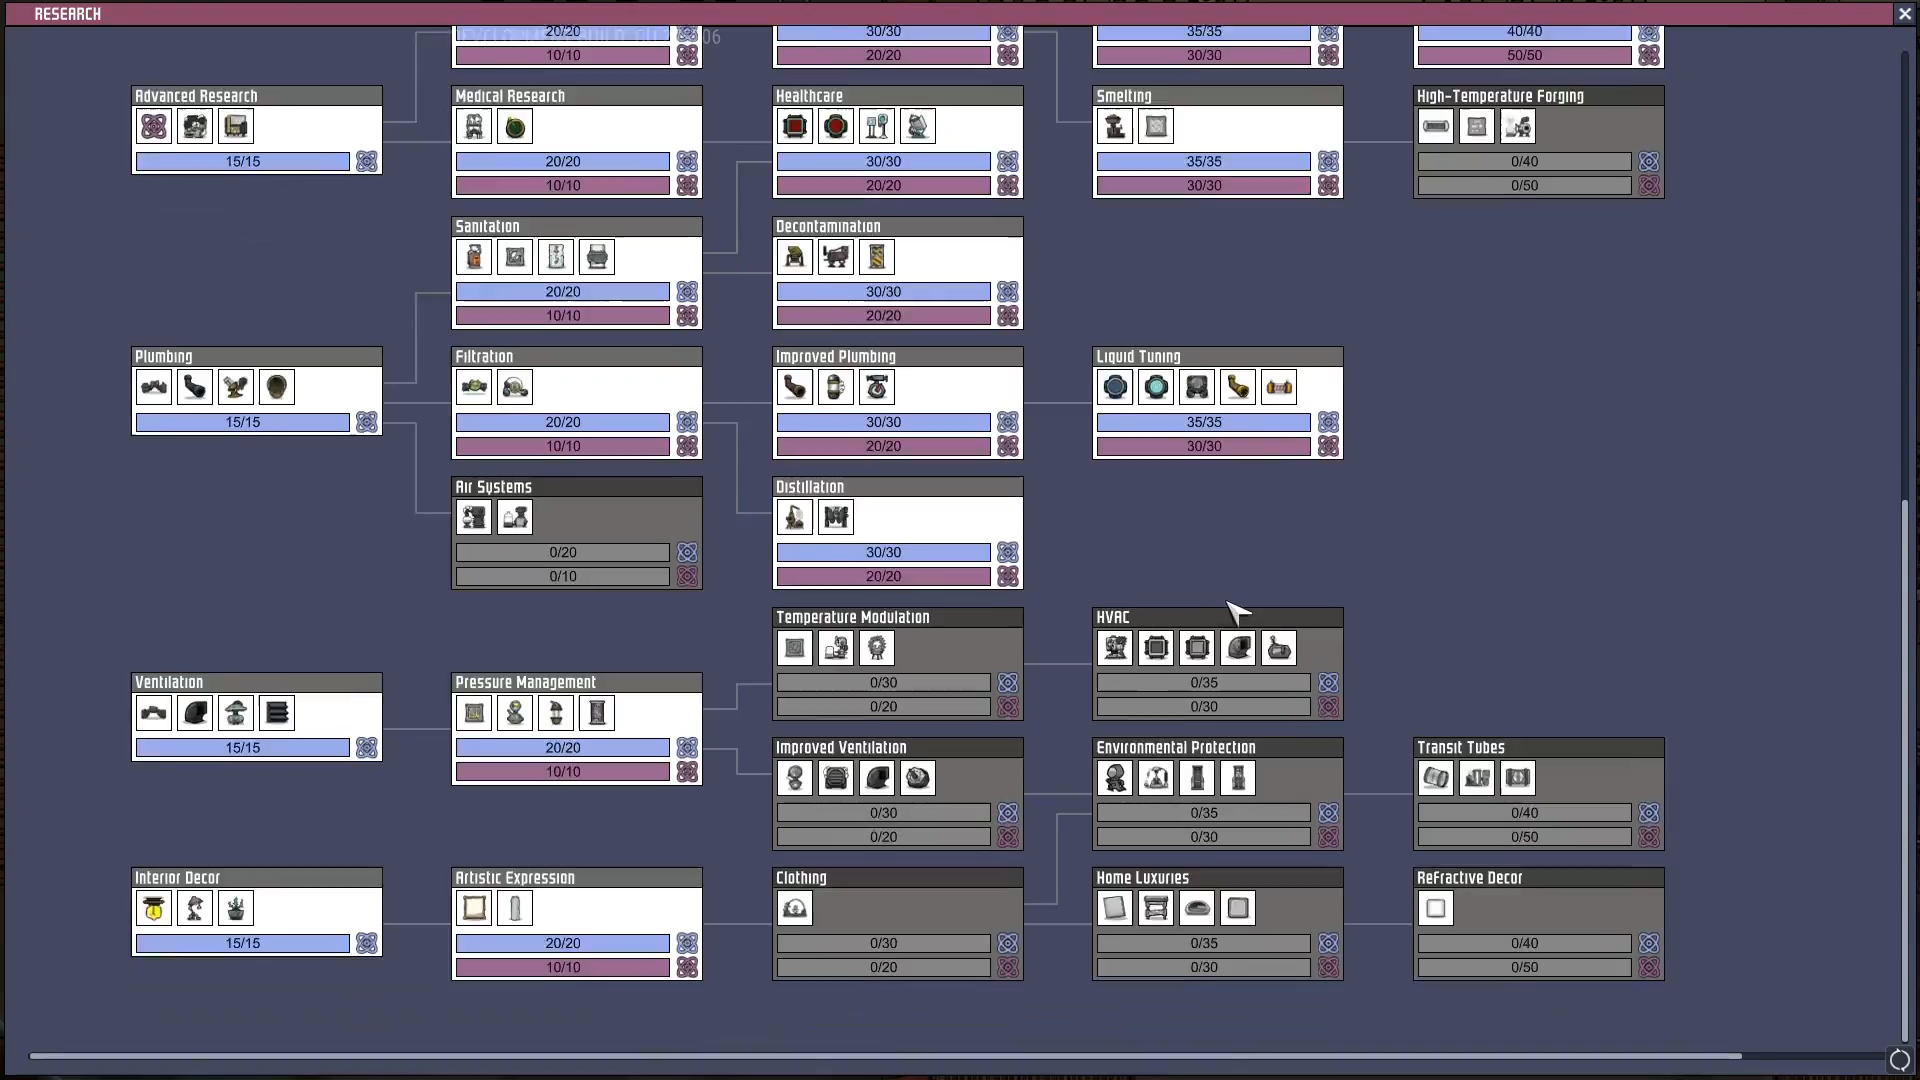 RESEARCH
20/20
10/10
30/30
20/20
35/35
30/30
40/40
50/50
Advanced Research
15/15
Medical Research
20/20
10/10
Healthcare
30/30
20/20
Smelting
35/35
30/30
High-Temperature Forging
0/40
0/50
Sanitation
20/20
10/10
Decontamination
30/30
20/20
Plumbing
15/15
Filtration
20/20
10/10
Improved Plumbing
30/30
20/20
Liquid Tuning
35/35
30/30
Air Systems
0/20
0/10
Distillation
30/30
20/20
Temperature Modulation
0/30
0/20
HVAC
0/35
0/30
Ventilation
15/15
Pressure Management
20/20
10/10
Improved Ventilation
0/30
0/20
Environmental Protection
0/35
0/30
Transit Tubes
0/40
0/50
Interior Decor
15/15
Artistic Expression
20/20
10/10
Clothing
0/30
0/20
Home Luxuries
0/35
0/30
Refractive Decor
0/40
0/50